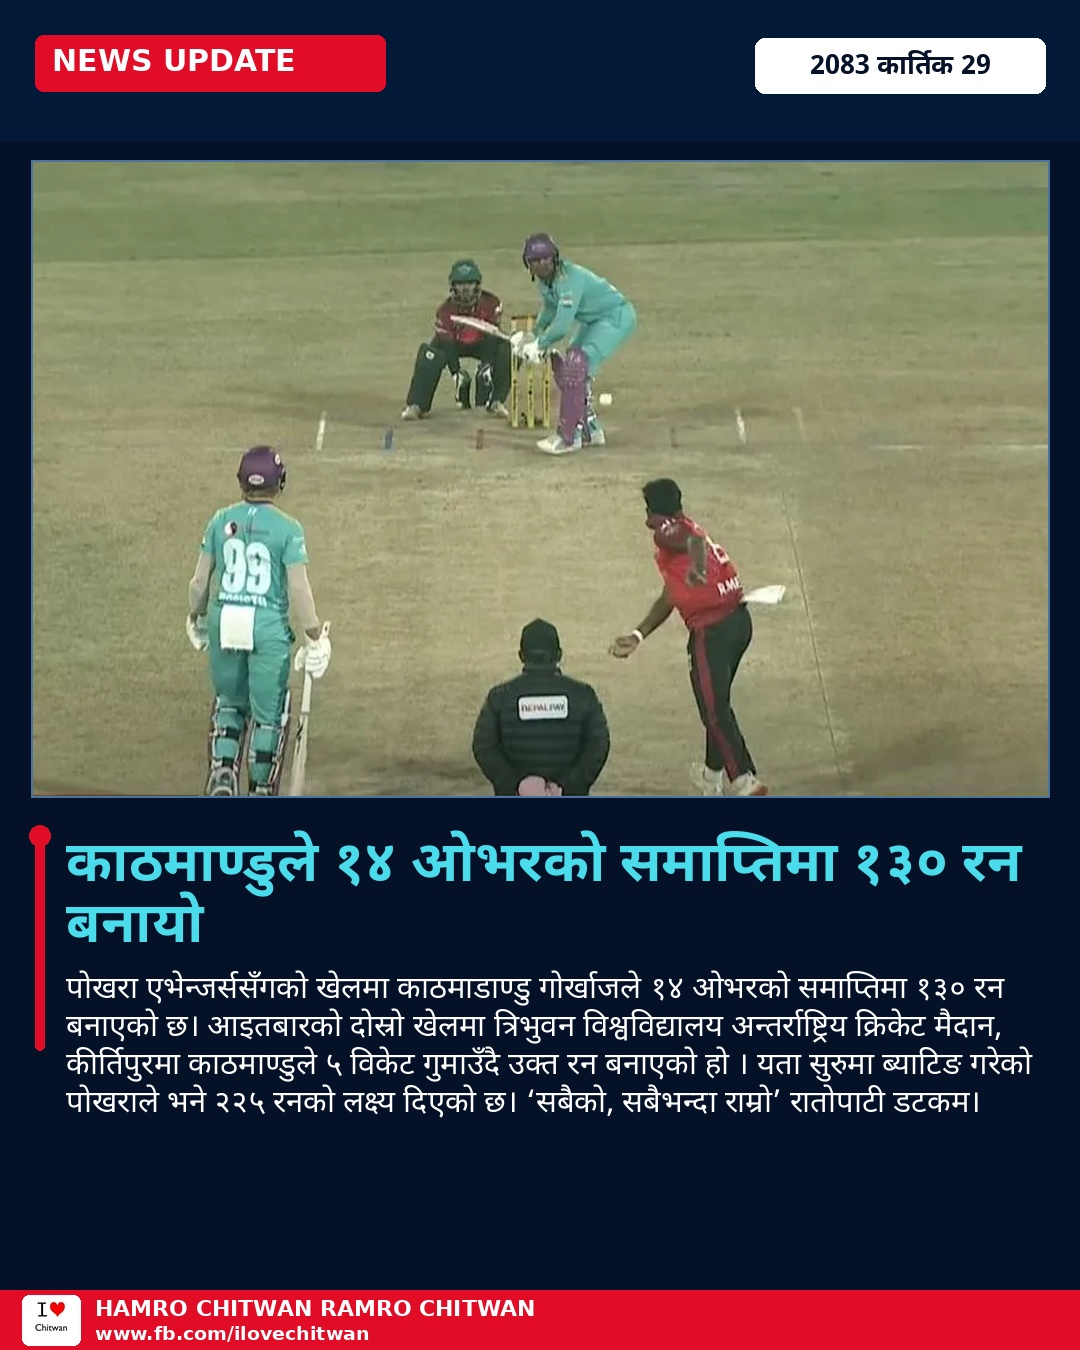 NEWS UPDATE
2083 कार्तिक 29
99
NEPALPAY
काठमाण्डुले १४ ओभरको समाप्तिमा १३० रन
बनायो
पोखरा एभेन्जर्ससँगको खेलमा काठमाडाण्डु गोर्खाजले १४ ओभरको समाप्तिमा १३० रन
बनाएको छ। आइतबारको दोस्रो खेलमा त्रिभुवन विश्वविद्यालय अन्तर्राष्ट्रिय क्रिकेट मैदान,
कीर्तिपुरमा काठमाण्डुले ५ विकेट गुमाउँदै उक्त रन बनाएको हो । यता सुरुमा ब्याटिङ गरेको
पोखराले भने २२५ रनको लक्ष्य दिएको छ। ‘सबैको, सबैभन्दा राम्रो’ रातोपाटी डटकम।
I❤
Chitwan
HAMRO CHITWAN RAMRO CHITWAN
www.fb.com/ilovechitwan